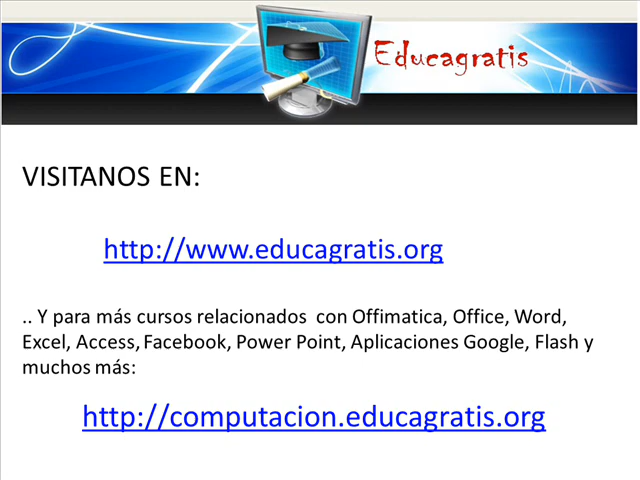 Educagratis
VISITANOS EN:
http://www.educagratis.org
.. Y para más cursos relacionados con Offimatica, Office, Word,
Excel, Access, Facebook, Power Point, Aplicaciones Google, Flash y
muchos más:
http://computacion.educagratis.org